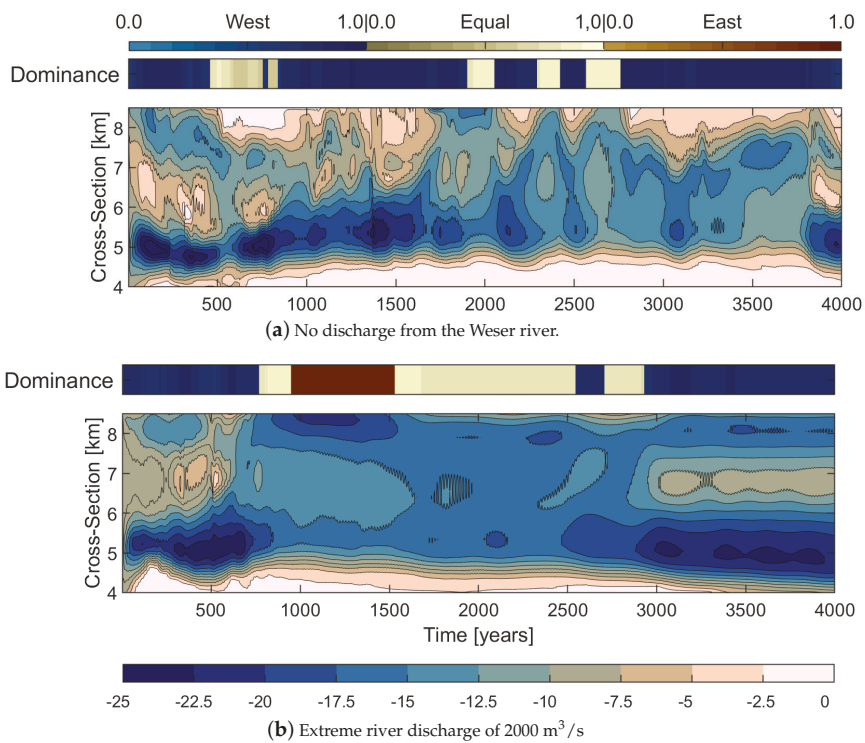 0.0 West 1.0|0.0 Equal 1,0|0.0 East 1.0
Dominance
Cross-Section [km]
8
7
6
5
4
500 1000 1500 2000 2500 3000 3500 4000
(a) No discharge from the Weser river.
Dominance
Cross-Section [km]
8
7
6
5
4
500 1000 1500 2000 2500 3000 3500 4000
Time [years]
-25 -22.5 -20 -17.5 -15 -12.5 -10 -7.5 -5 -2.5 0
(b) Extreme river discharge of 2000 m³/s